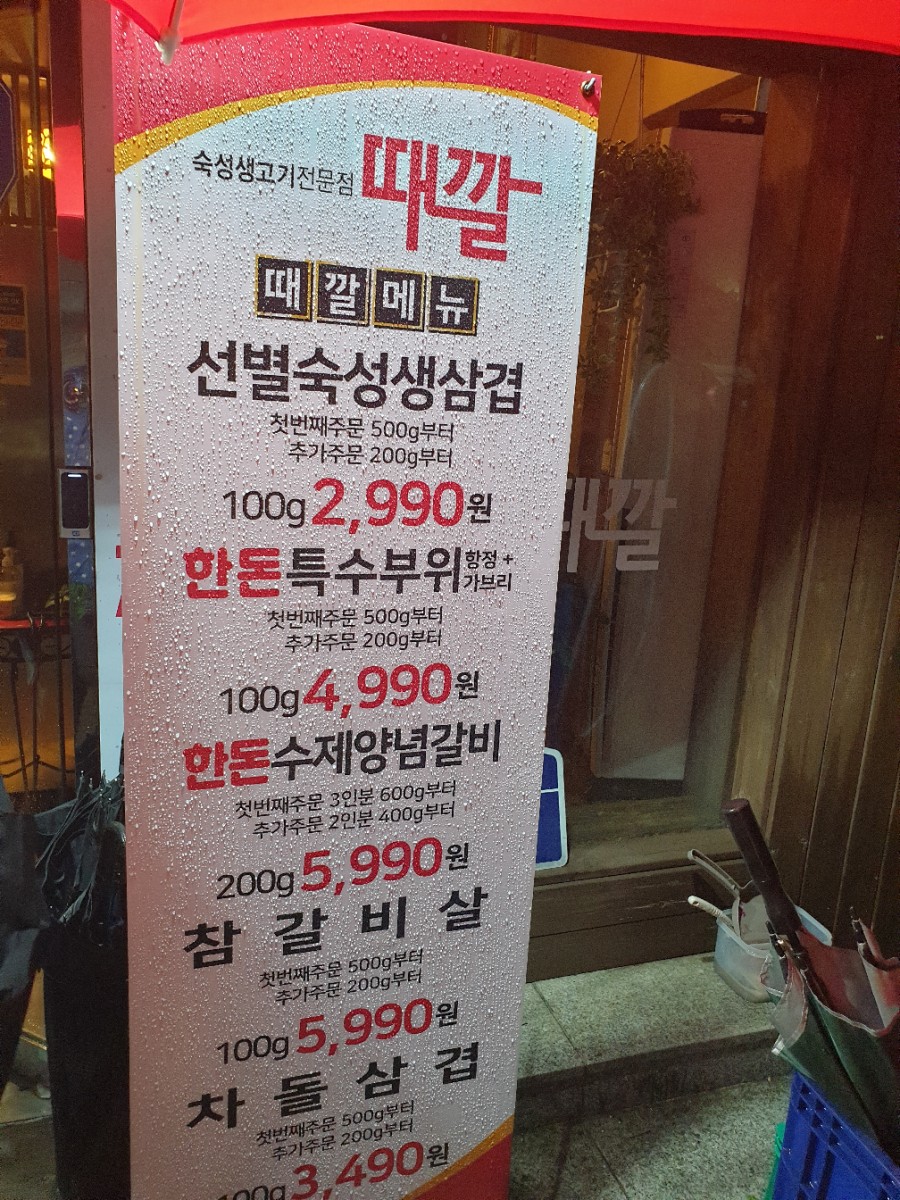 숙성생고기전문점 때깔
때깔메뉴
선별숙성생삼겹
첫번째주문 500g부터
추가주문 200g부터
100g 2,990원
한돈특수부위 항정 +
가브리
첫번째주문 500g부터
추가주문 200g부터
100g 4,990원
한돈수제양념갈비
첫번째주문 3인분 600g부터
추가주문 2인분 400g부터
200g 5,990원
참갈비살
첫번째주문 500g부터
추가주문 200g부터
100g 5,990원
차돌삼겹
첫번째주문 500g부터
추가주문 200g부터
100g 3,490원
때깔